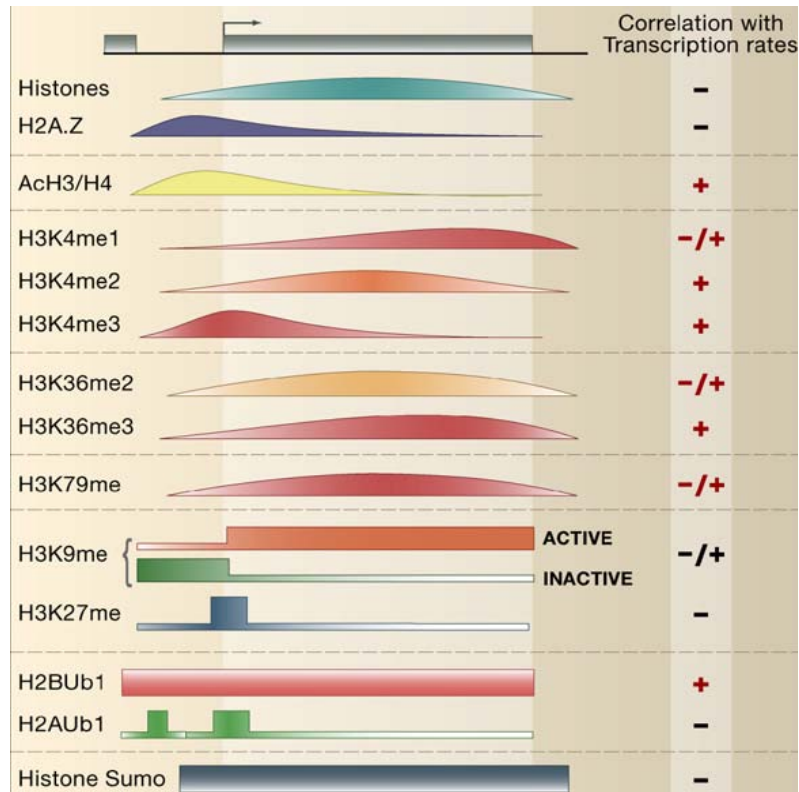 Correlation with
Transcription rates
Histones –
H2A.Z –
AcH3/H4 +
H3K4me1 –/+
H3K4me2 +
H3K4me3 +
H3K36me2 –/+
H3K36me3 +
H3K79me –/+
ACTIVE
H3K9me –/+
INACTIVE
H3K27me –
H2BUb1 +
H2AUb1 –
Histone Sumo –